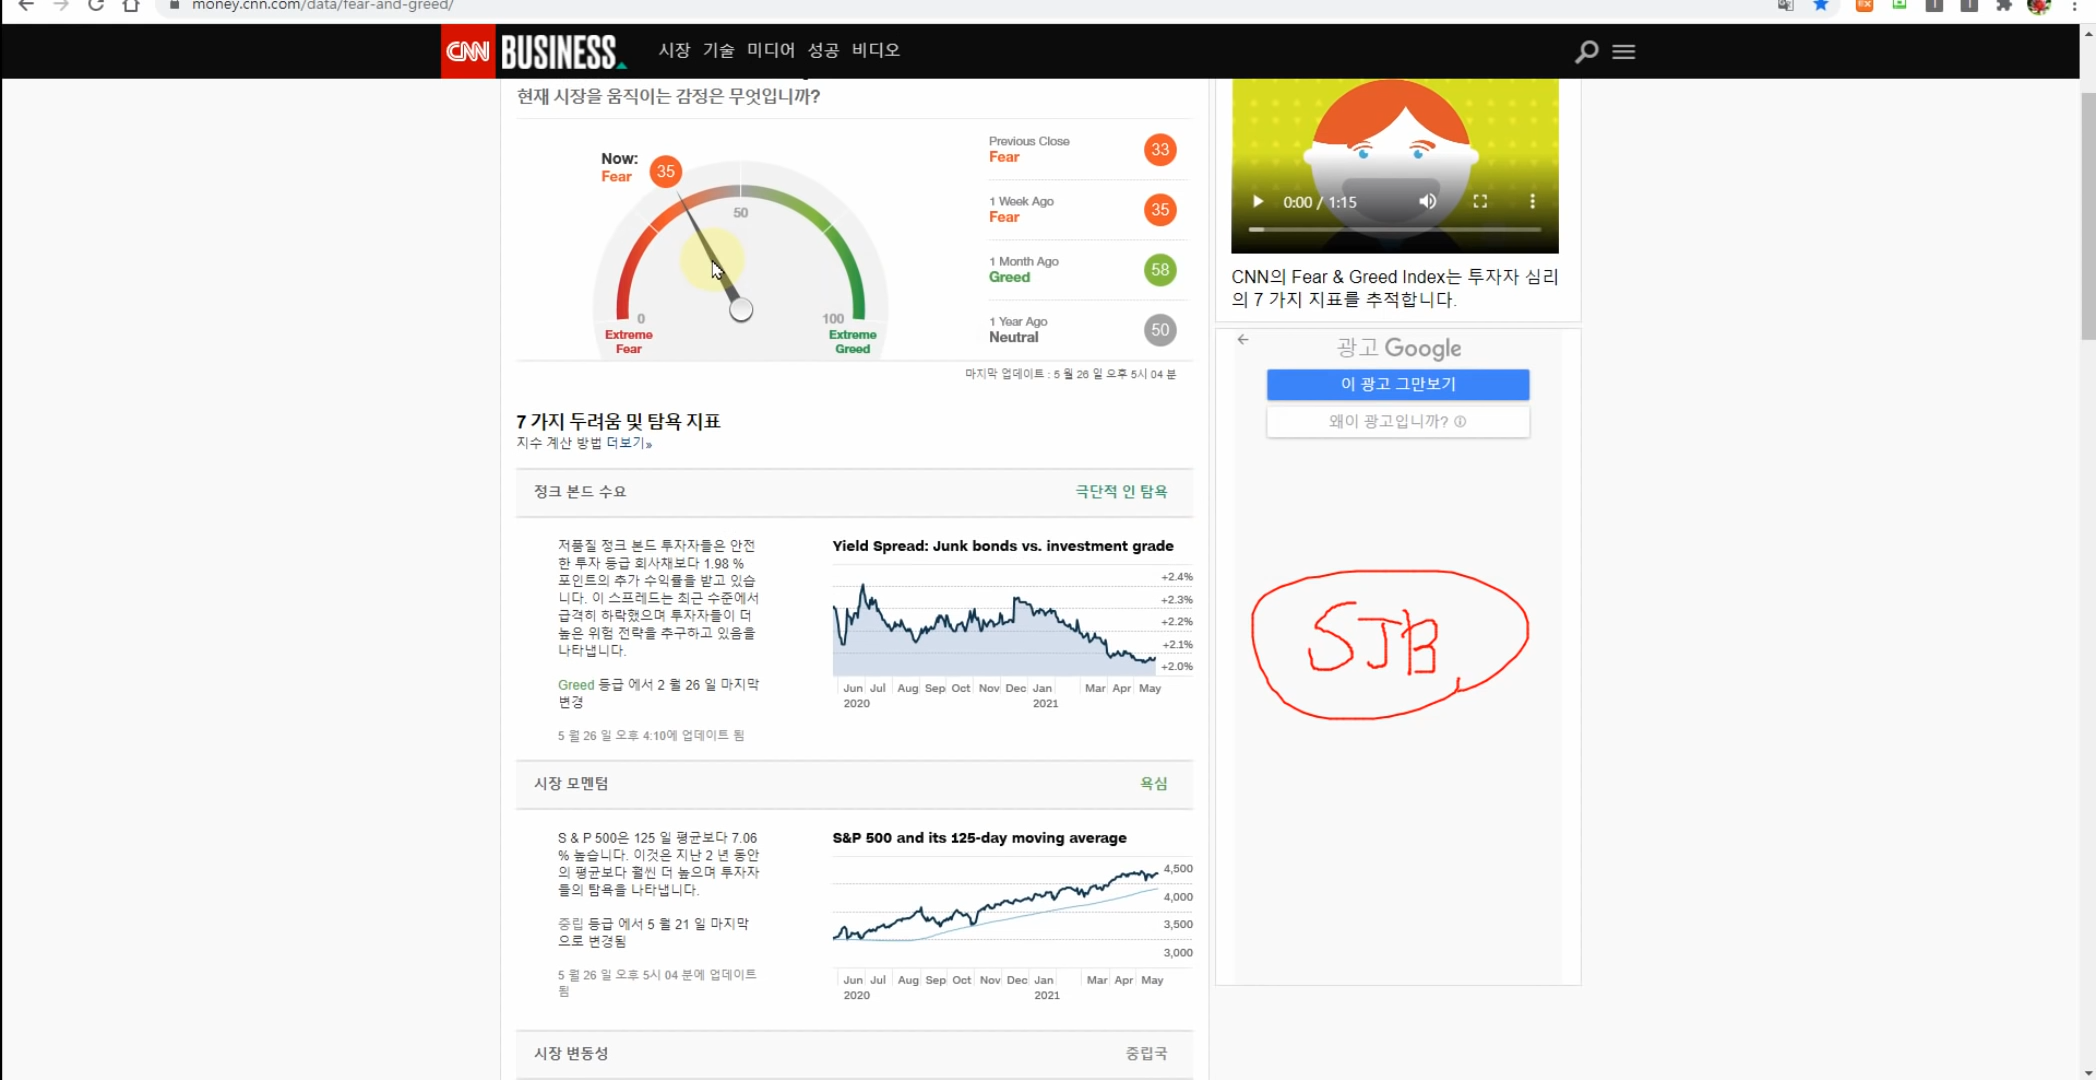 money.cnn.com/data/fear-and-greed/
CNN BUSINESS 시장 기술 미디어 성공 비디오
현재 시장을 움직이는 감정은 무엇입니까?
Now:
Fear
35
50
0
100
Extreme
Fear
Extreme
Greed
Previous Close
Fear
33
1 Week Ago
Fear
35
1 Month Ago
Greed
58
1 Year Ago
Neutral
50
마지막 업데이트 : 5 월 26 일 오후 5시 04 분
7 가지 두려움 및 탐욕 지표
지수 계산 방법 더보기»
정크 본드 수요 극단적 인 탐욕
저품질 정크 본드 투자자들은 안전
한 투자 등급 회사채보다 1.98 %
포인트의 추가 수익률을 받고 있습
니다. 이 스프레드는 최근 수준에서
급격히 하락했으며 투자자들이 더
높은 위험 전략을 추구하고 있음을
나타냅니다.
Greed 등급 에서 2 월 26 일 마지막
변경
5 월 26 일 오후 4:10에 업데이트 됨
Yield Spread: Junk bonds vs. investment grade
+2.4%
+2.3%
+2.2%
+2.1%
+2.0%
Jun Jul Aug Sep Oct Nov Dec Jan Mar Apr May
2020 2021
시장 모멘텀 욕심
S & P 500은 125 일 평균보다 7.06
% 높습니다. 이것은 지난 2 년 동안
의 평균보다 훨씬 더 높으며 투자자
들의 탐욕을 나타냅니다.
중립 등급 에서 5 월 21 일 마지막
으로 변경됨
5 월 26 일 오후 5시 04 분에 업데이트
됨
S&P 500 and its 125-day moving average
4,500
4,000
3,500
3,000
Jun Jul Aug Sep Oct Nov Dec Jan Mar Apr May
2020 2021
시장 변동성 중립국
0:00 / 1:15
CNN의 Fear & Greed Index는 투자자 심리
의 7 가지 지표를 추적합니다.
광고 Google
이 광고 그만보기
왜이 광고입니까?
SJB